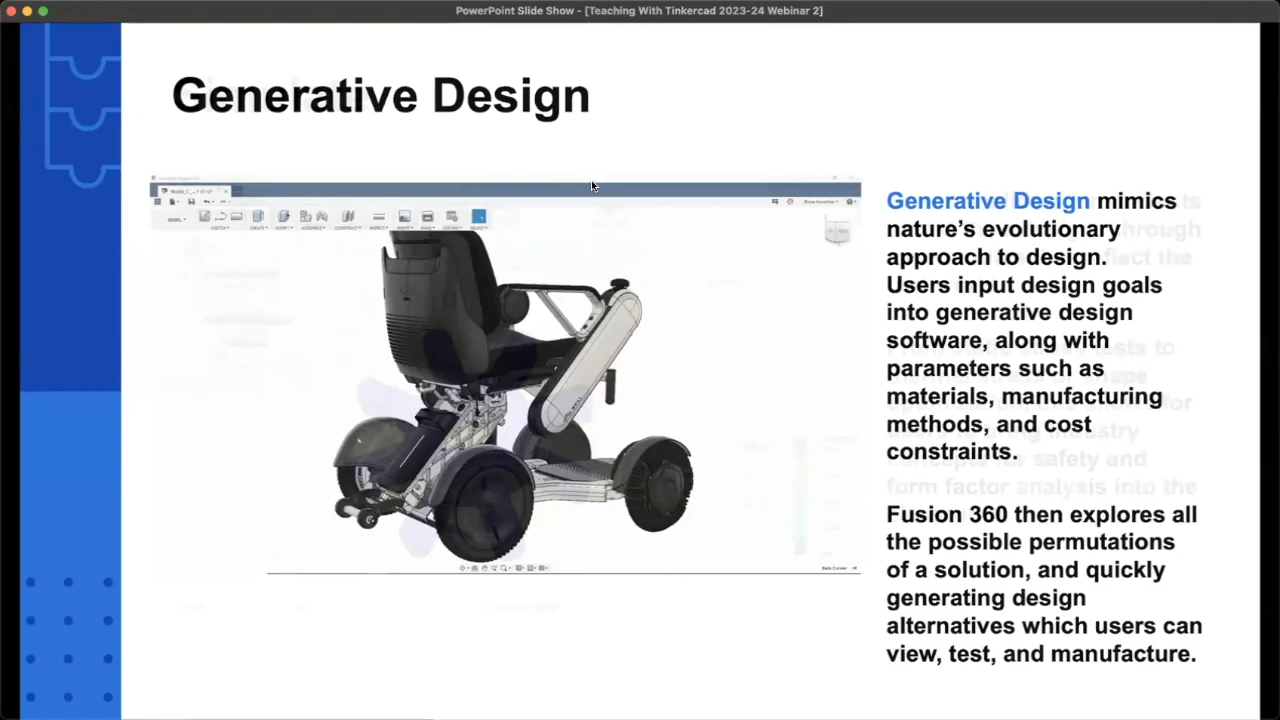 PowerPoint Slide Show - [Teaching With Tinkercad 2023-24 Webinar 2]
Generative Design
Generative Design mimics
nature’s evolutionary
approach to design.
Users input design goals
into generative design
software, along with
parameters such as
materials, manufacturing
methods, and cost
constraints.
Fusion 360 then explores all
the possible permutations
of a solution, and quickly
generating design
alternatives which users can
view, test, and manufacture.